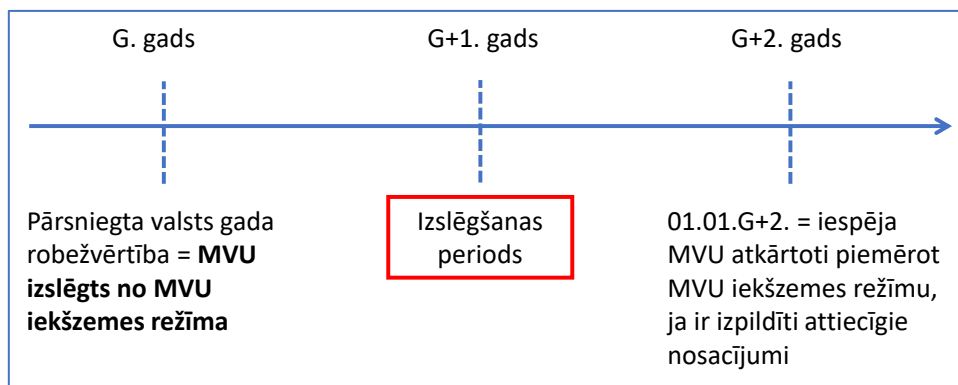 G. gads
G+1. gads
G+2. gads
Pārsniegta valsts gada
robežvērtība = MVU
izslēgts no MVU
iekšzemes režīma
Izslēgšanas
periods
01.01.G+2. = iespēja
MVU atkārtoti piemērot
MVU iekšzemes režīmu,
ja ir izpildīti attiecīgie
nosacījumi